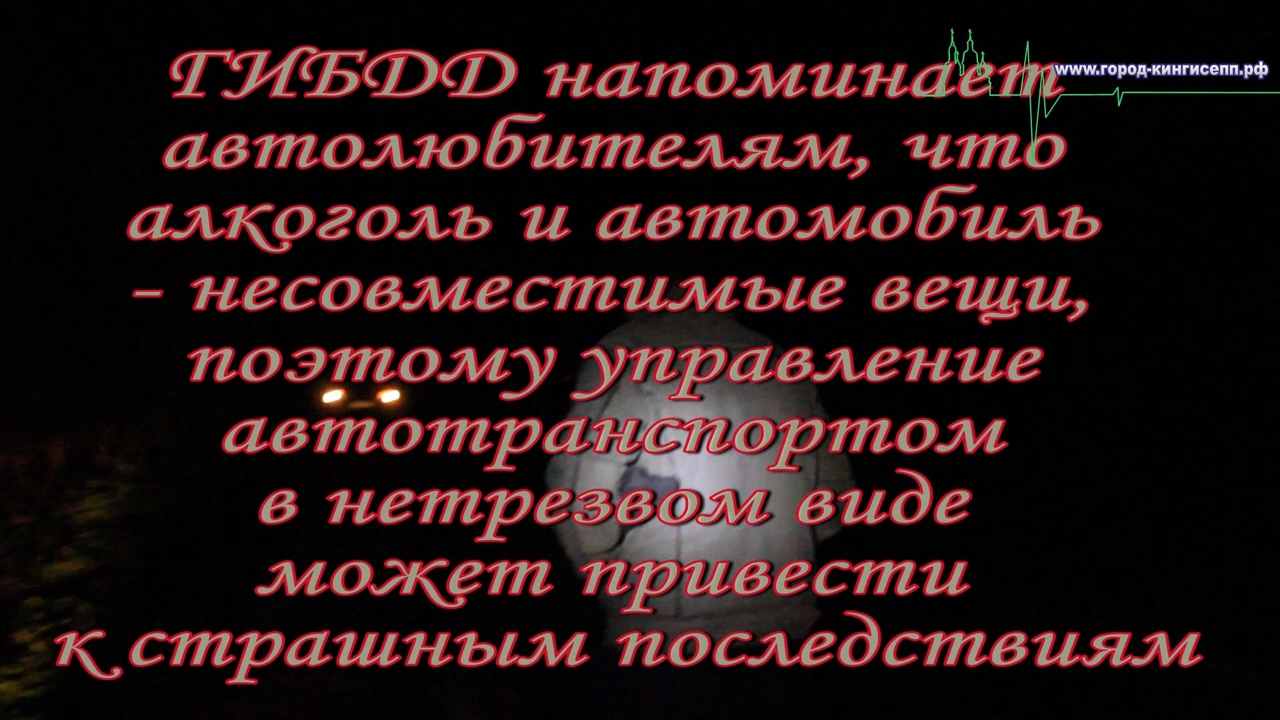 www.город-кингисепп.рф
ГИБДД напоминает
автолюбителям, что
алкоголь и автомобиль
– несовместимые вещи,
поэтому управление
автотранспортом
в нетрезвом виде
может привести
к страшным последствиям